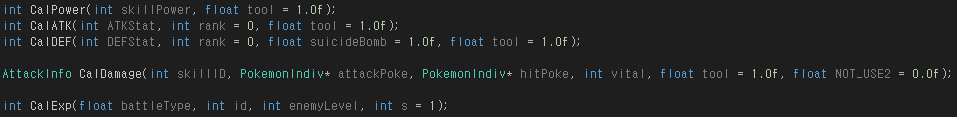 int CalPower(int skillPower, float tool = 1.0f);
int CalATK(int ATKStat, int rank = 0, float tool = 1.0f);
int CalDEF(int DEFStat, int rank = 0, float suicideBomb = 1.0f, float tool = 1.0f);
AttackInfo CalDamage(int skillID, PokemonIndiv* attackPoke, PokemonIndiv* hitPoke, int vital, float tool = 1.0f, float NOT_USE2 = 0.0f);
int CalExp(float battleType, int id, int enemyLevel, int s = 1);